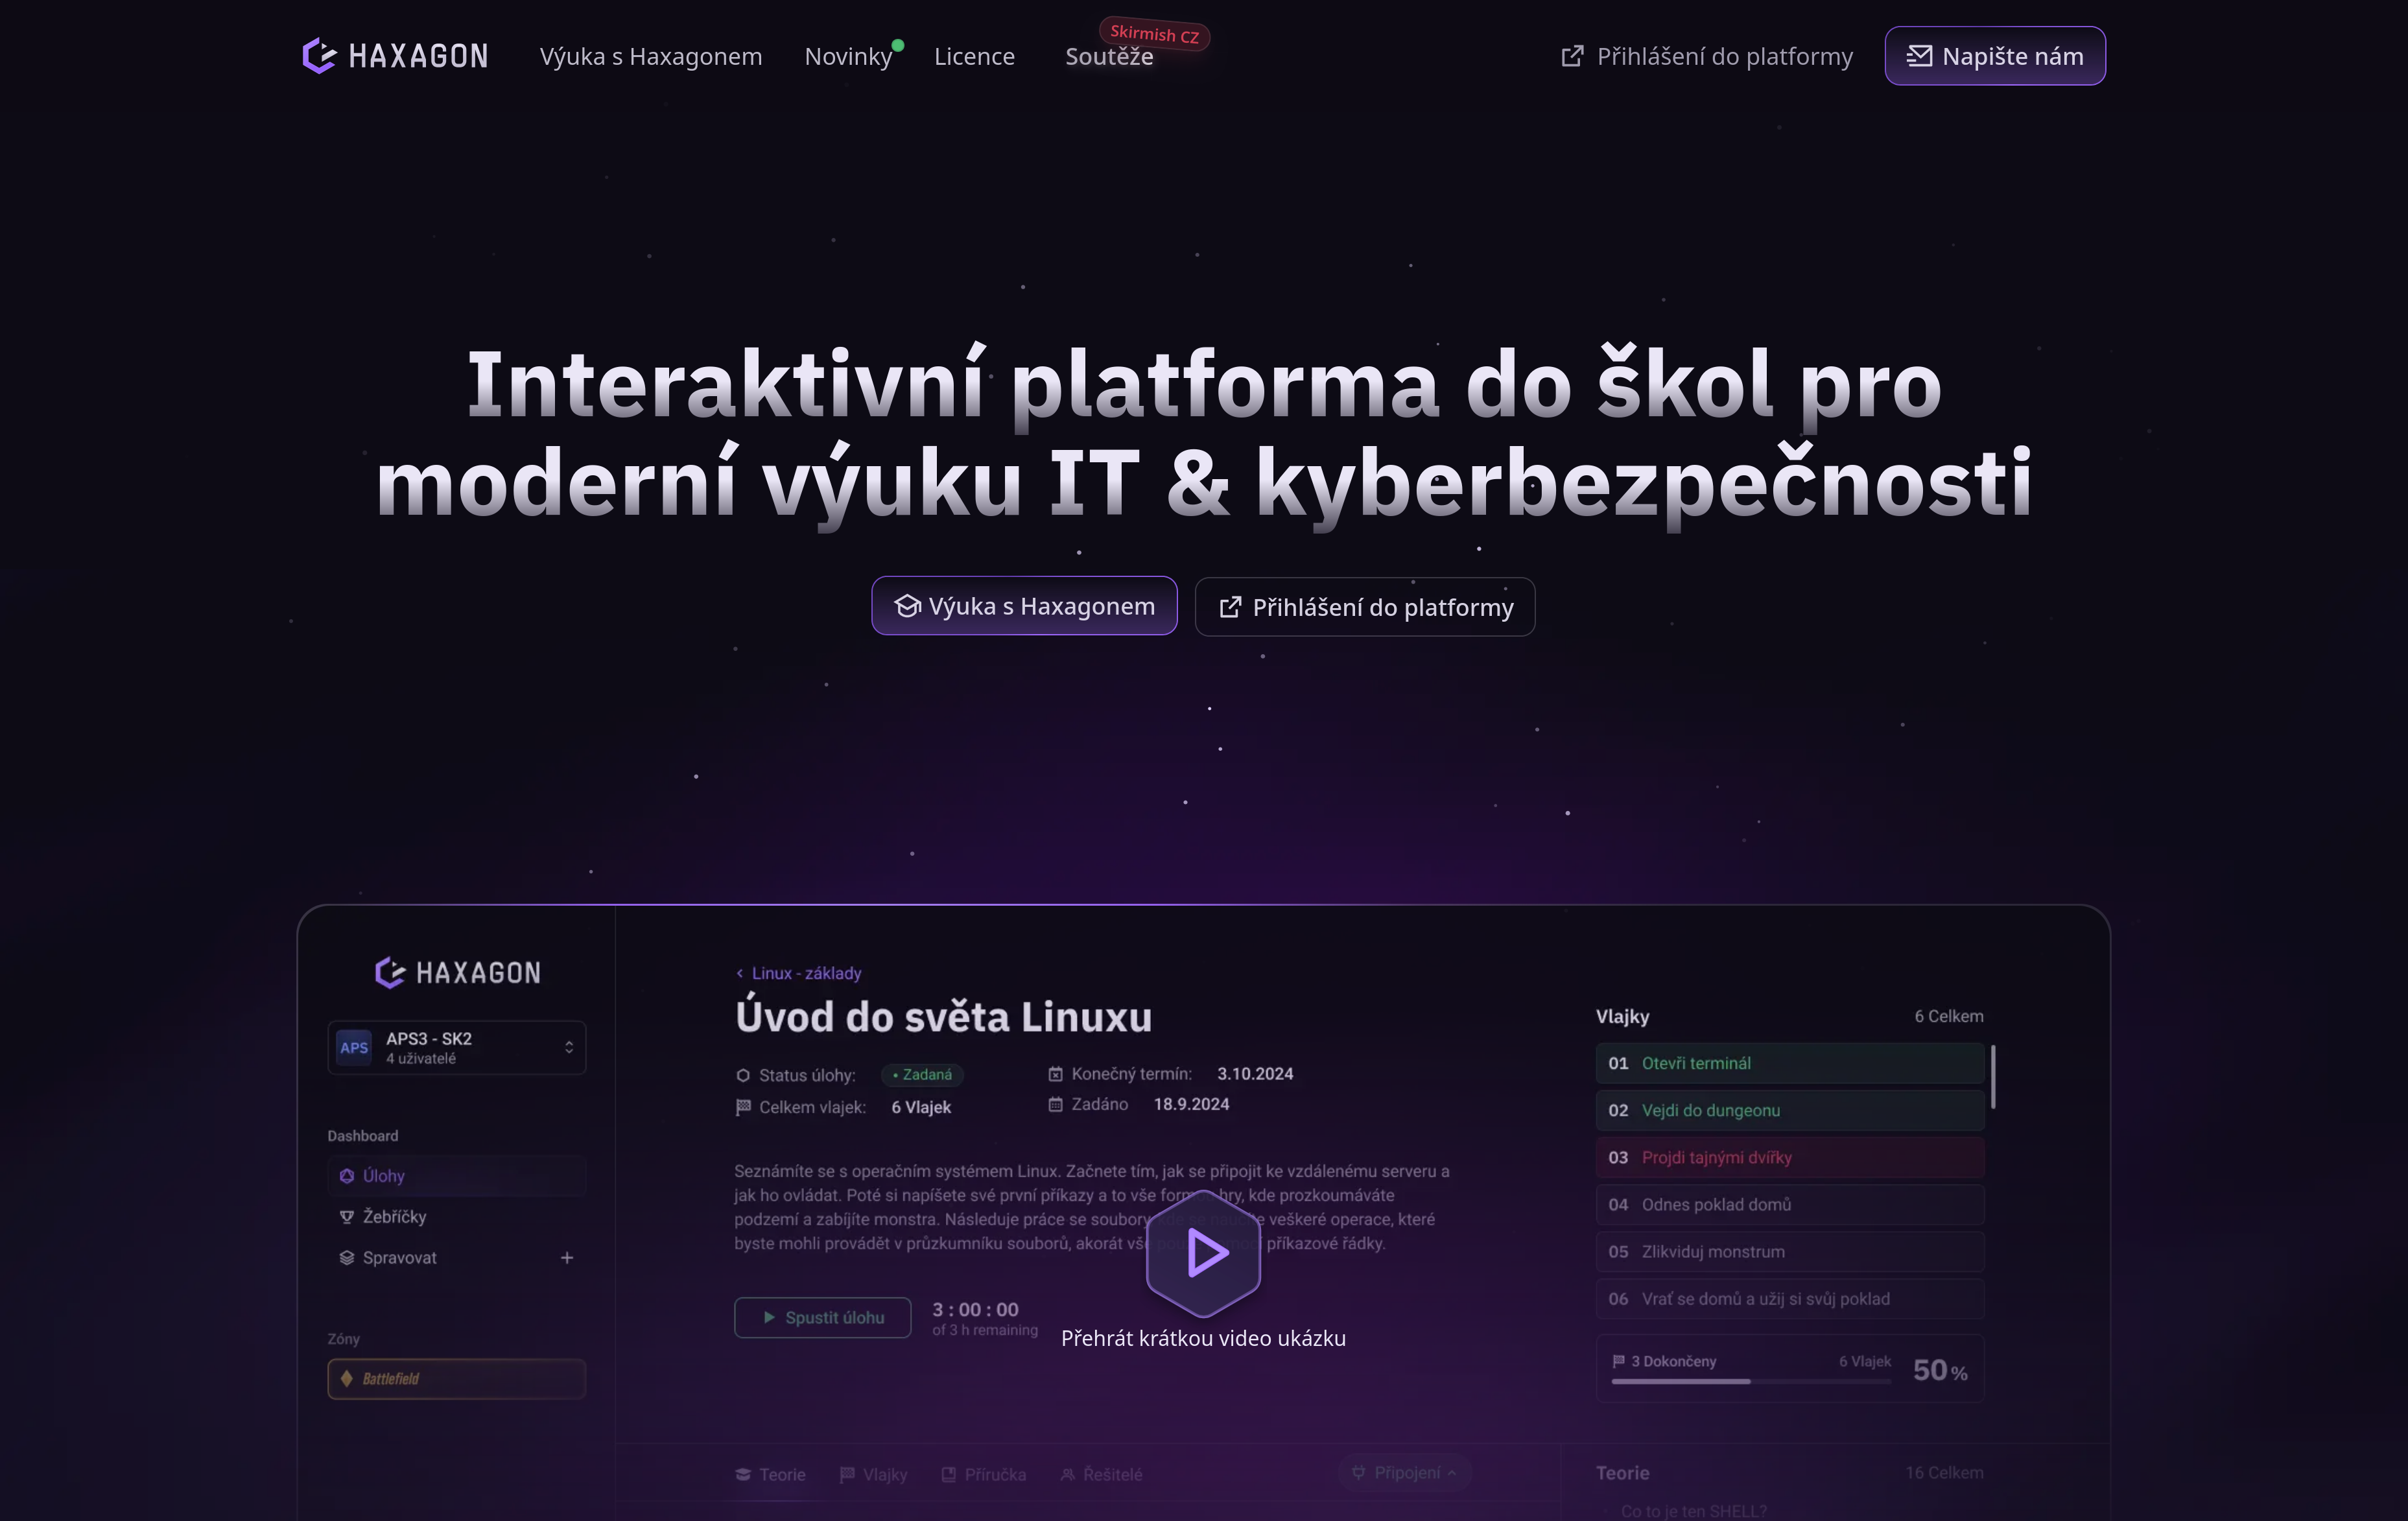 HAXAGON
Výuka s Haxagonem
Novinky
Licence
Soutěže
Skirmish CZ
Přihlášení do platformy
Napište nám
Interaktivní platforma do škol pro
moderní výuku IT & kyberbezpečnosti
Výuka s Haxagonem
Přihlášení do platformy
HAXAGON
APS
APS3 - SK2
4 uživatelé
Dashboard
Úlohy
Žebříčky
Spravovat
Zóny
Battlefield
Linux - základy
Úvod do světa Linuxu
Status úlohy: • Zadaná
Konečný termín: 3.10.2024
Celkem vlajek: 6 Vlajek
Zadáno 18.9.2024
Seznámíte se s operačním systémem Linux. Začnete tím, jak se připojit ke vzdálenému serveru a
jak ho ovládat. Poté si napíšete své první příkazy a to vše formou hry, kde prozkoumáváte
podzemí a zabíjíte monstra. Následuje práce se soubory, veškeré operace, které
byste mohli provádět v průzkumníku souborů, akorát vše příkazové řádky.
Spustit úlohu
3 : 00 : 00
of 3 h remaining
Přehrát krátkou video ukázku
Vlajky 6 Celkem
01 Otevři terminál
02 Vejdi do dungeonu
03 Projdi tajnými dvířky
04 Odnes poklad domů
05 Zlikviduj monstrum
06 Vrať se domů a užij si svůj poklad
3 Dokončeny 6 Vlajek 50 %
Teorie
Vlajky
Příručka
Řešitelé
Připojení
Teorie 16 Celkem
Co to je ten SHELL?